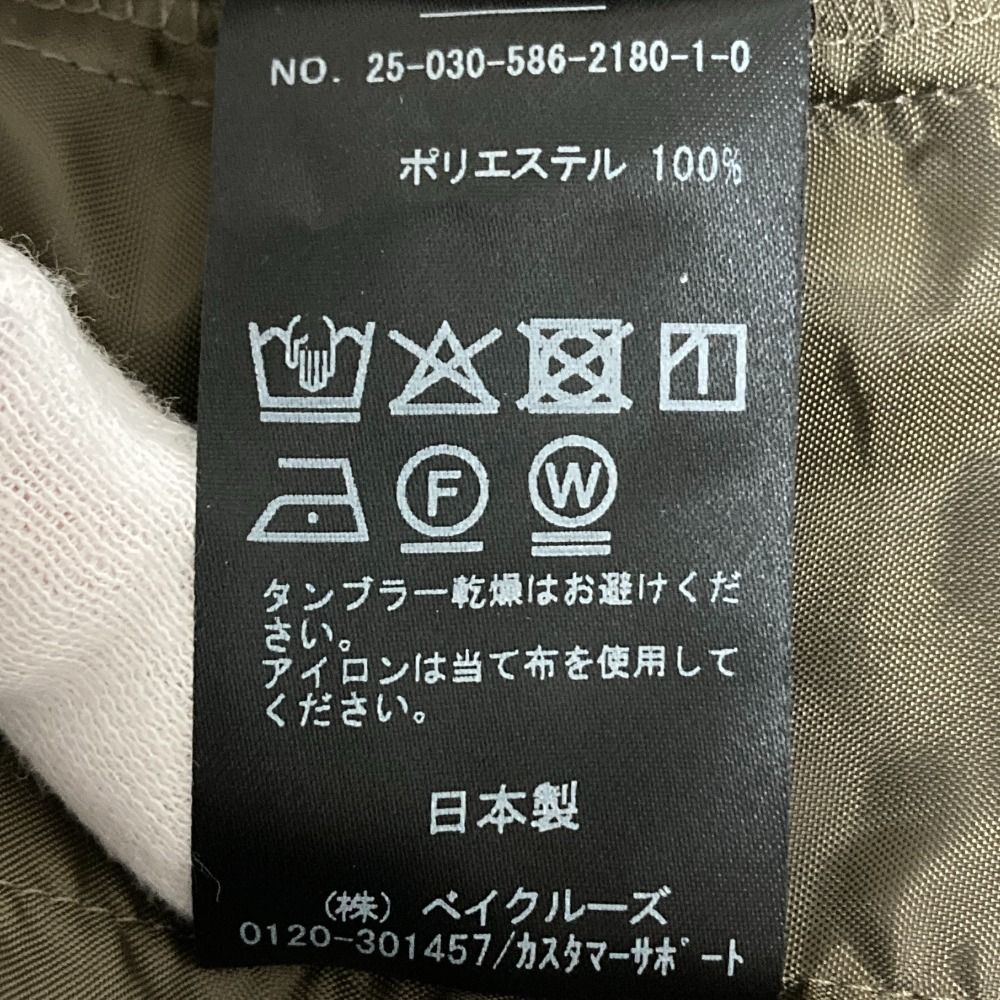 NO. 25-030-586-2180-1-0
ポリエステル 100%
F W
タンブラー乾燥はお避けくだ
さい。
アイロンは当て布を使用して
ください。
日本製
(株) ベイクルーズ
0120-301457/ｶｽﾀﾏｰｻﾎﾟｰﾄ